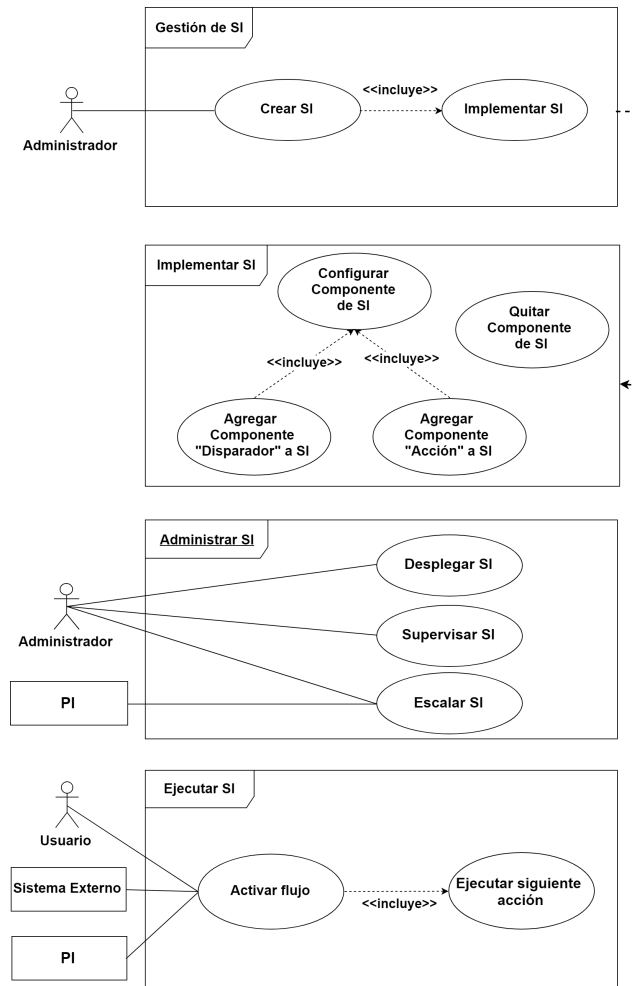 Gestión de SI
<<incluye>>
Crear SI
Implementar SI
Administrador
Implementar SI
Configurar
Componente
de SI
Quitar
Componente
de SI
<<incluye>>
<<incluye>>
Agregar
Componente
"Disparador" a SI
Agregar
Componente
"Acción" a SI
Administrar SI
Desplegar SI
Administrador
Supervisar SI
PI
Escalar SI
Ejecutar SI
Usuario
Sistema Externo
Activar flujo
<<incluye>>
Ejecutar siguiente
acción
PI